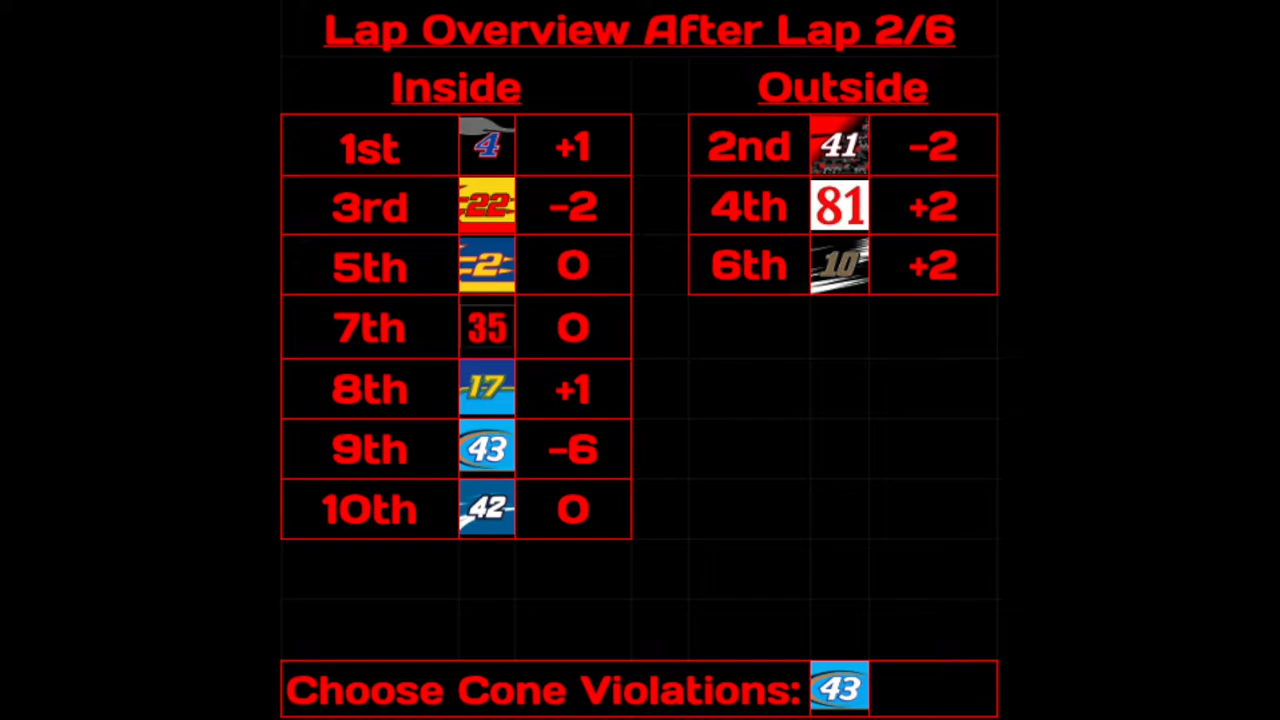 Lap Overview After Lap 2/6
Inside Outside
1st 4 +1 2nd 41 -2
3rd 22 -2 4th 81 +2
5th 2 0 6th 10 +2
7th 35 0
8th 17 +1
9th 43 -6
10th 42 0
Choose Cone Violations: 43